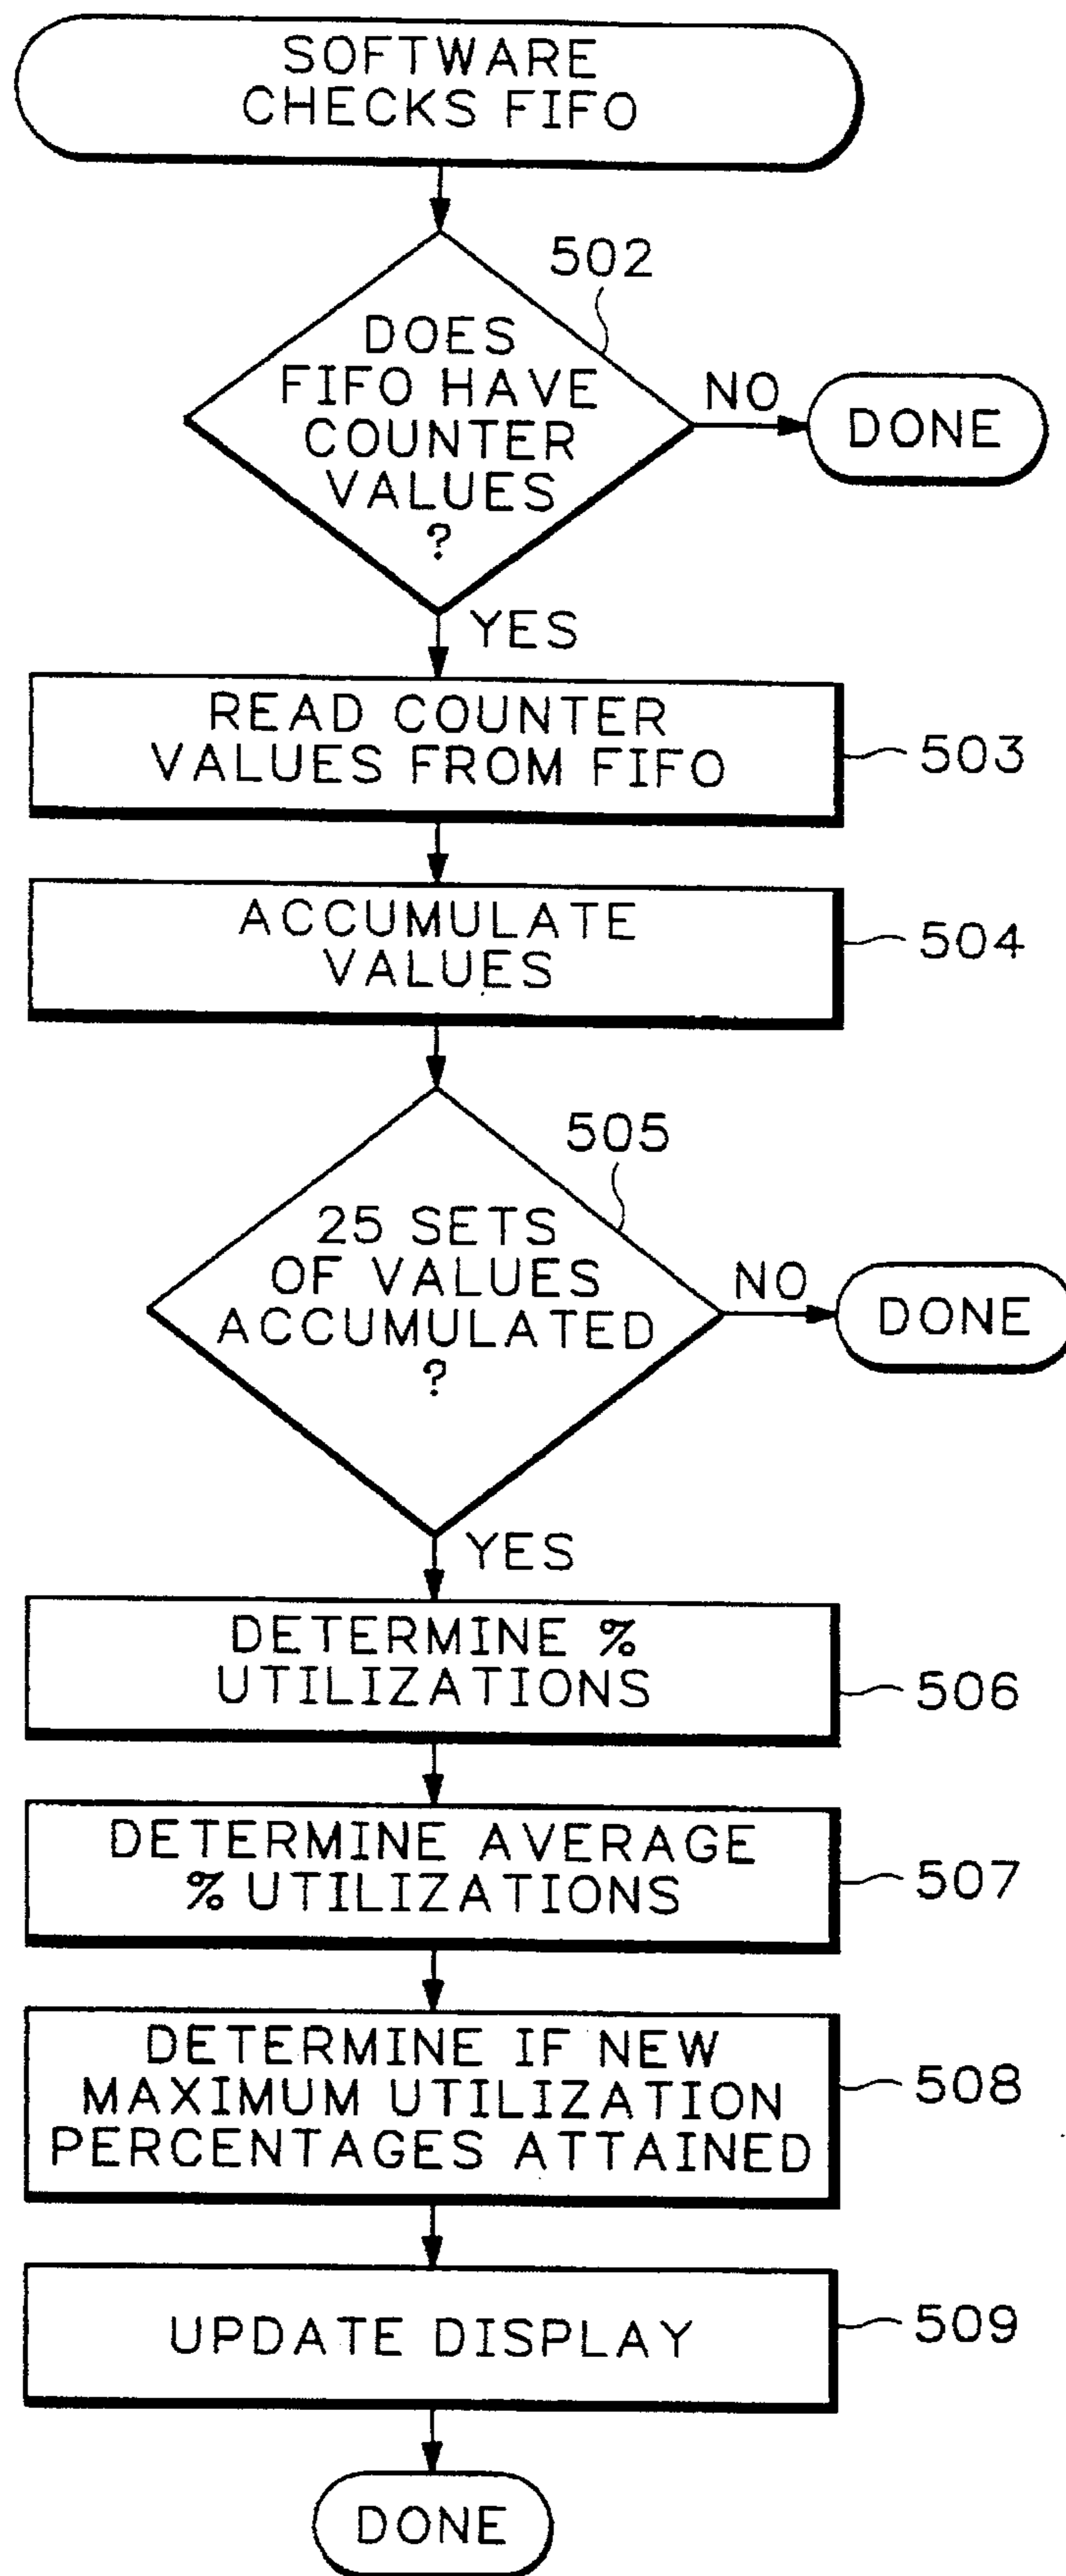 SOFTWARE
CHECKS FIFO
502
DOES
FIFO HAVE
COUNTER
VALUES
?
NO
DONE
YES
READ COUNTER
VALUES FROM FIFO
503
ACCUMULATE
VALUES
504
505
25 SETS
OF VALUES
ACCUMULATED
?
NO
DONE
YES
DETERMINE %
UTILIZATIONS
506
DETERMINE AVERAGE
% UTILIZATIONS
507
DETERMINE IF NEW
MAXIMUM UTILIZATION
PERCENTAGES ATTAINED
508
UPDATE DISPLAY
509
DONE